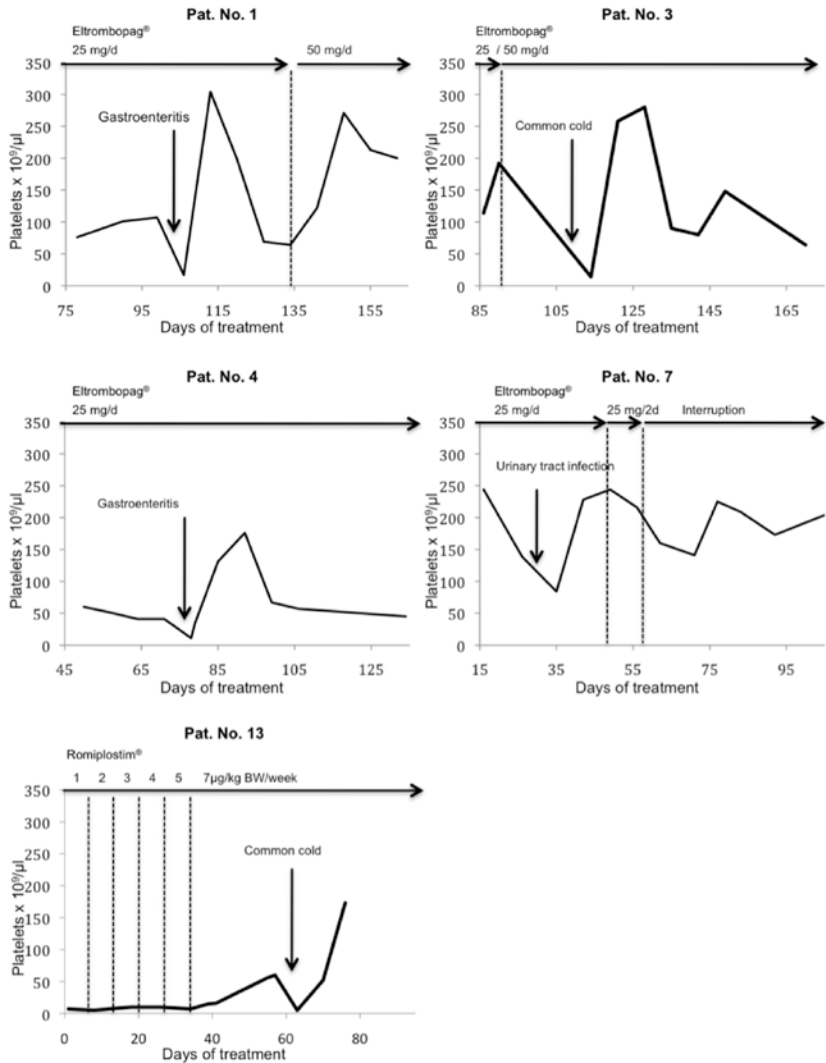 Pat. No. 1
Eltrombopag®
25 mg/d
50 mg/d
350
300
250
200
150
100
50
0
Platelets x 10⁹/µl
Gastroenteritis
75 95 115 135 155
Days of treatment
Pat. No. 3
Eltrombopag®
25 / 50 mg/d
350
300
250
200
150
100
50
0
Platelets x 10⁹/µl
Common cold
85 105 125 145 165
Days of treatment
Pat. No. 4
Eltrombopag®
25 mg/d
350
300
250
200
150
100
50
0
Platelets x 10⁹/µl
Gastroenteritis
45 65 85 105 125
Days of treatment
Pat. No. 7
Eltrombopag®
25 mg/d 25 mg/2d Interruption
350
300
250
200
150
100
50
0
Platelets x 10⁹/µl
Urinary tract infection
15 35 55 75 95
Days of treatment
Pat. No. 13
Romiplostim®
1 2 3 4 5 7µg/kg BW/week
350
300
250
200
150
100
50
0
Platelets x 10⁹/µl
Common cold
0 20 40 60 80
Days of treatment